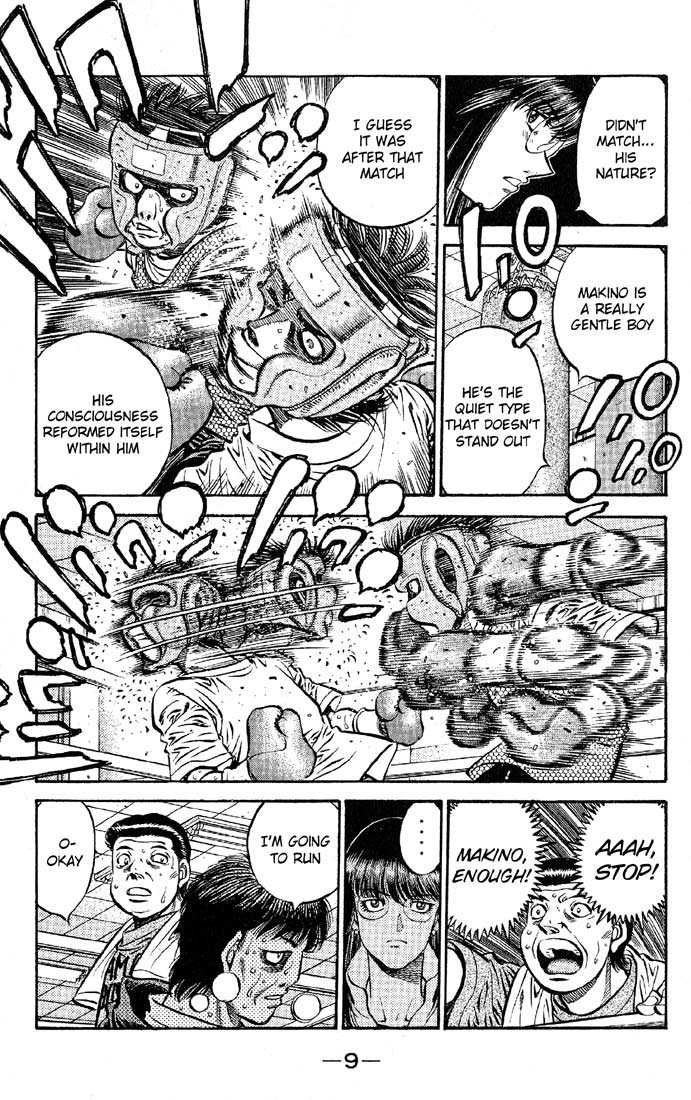 DIDN'T
MATCH...
HIS
NATURE?
MAKINO IS
A REALLY
GENTLE BOY
HE'S THE
QUIET TYPE
THAT DOESN'T
STAND OUT
I GUESS
IT WAS
AFTER THAT
MATCH
HIS
CONSCIOUSNESS
REFORMED ITSELF
WITHIN HIM
AAAH,
STOP!
MAKINO,
ENOUGH!
....
I'M GOING
TO RUN
O-
OKAY
—9—